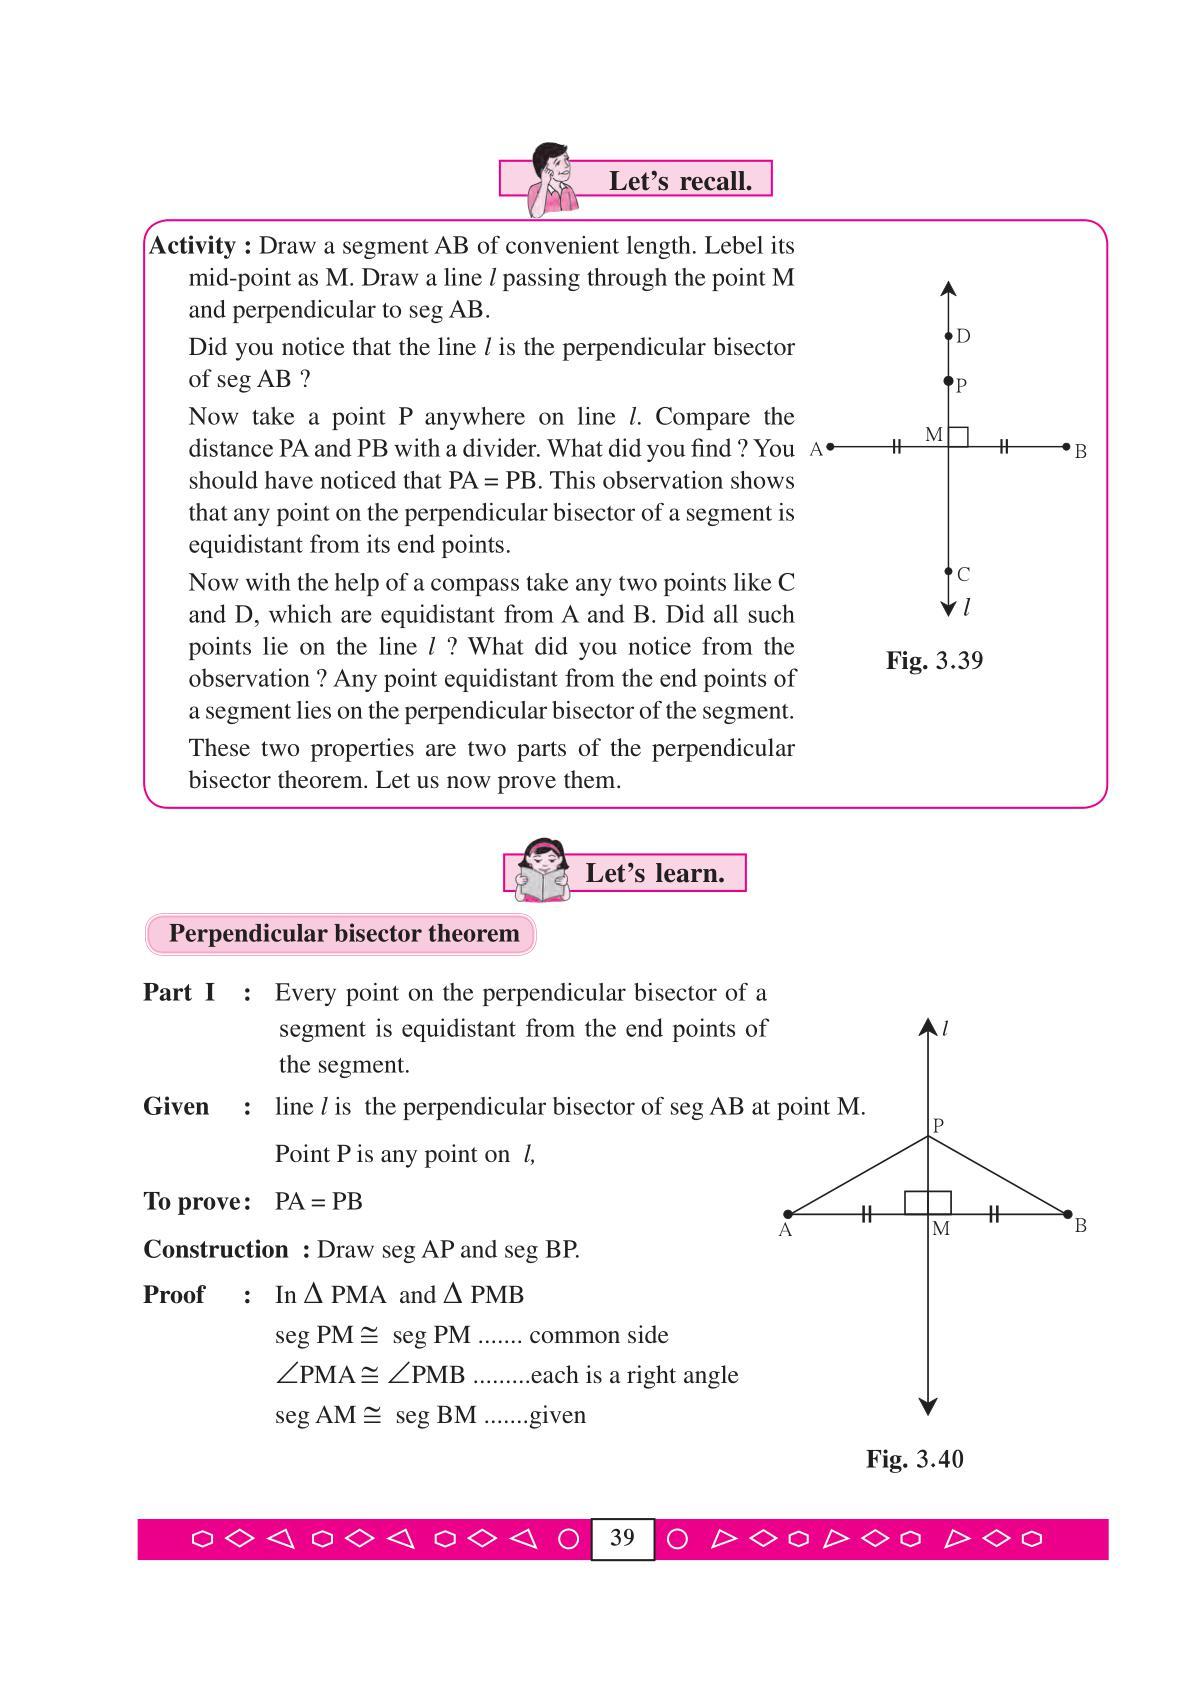 Let's recall.
Activity : Draw a segment AB of convenient length. Lebel its
mid-point as M. Draw a line l passing through the point M
and perpendicular to seg AB.
Did you notice that the line l is the perpendicular bisector
of seg AB ?
Now take a point P anywhere on line l. Compare the
distance PA and PB with a divider. What did you find ? You
should have noticed that PA = PB. This observation shows
that any point on the perpendicular bisector of a segment is
equidistant from its end points.
Now with the help of a compass take any two points like C
and D, which are equidistant from A and B. Did all such
points lie on the line l ? What did you notice from the
observation ? Any point equidistant from the end points of
a segment lies on the perpendicular bisector of the segment.
These two properties are two parts of the perpendicular
bisector theorem. Let us now prove them.
D
P
M
A
B
C
l
Fig. 3.39
Let's learn.
Perpendicular bisector theorem
Part I : Every point on the perpendicular bisector of a
segment is equidistant from the end points of
the segment.
Given : line l is the perpendicular bisector of seg AB at point M.
Point P is any point on l,
To prove : PA = PB
Construction : Draw seg AP and seg BP.
Proof : In Δ PMA and Δ PMB
seg PM ≅ seg PM ....... common side
∠PMA ≅ ∠PMB .........each is a right angle
seg AM ≅ seg BM .......given
l
P
A
M
B
Fig. 3.40
39